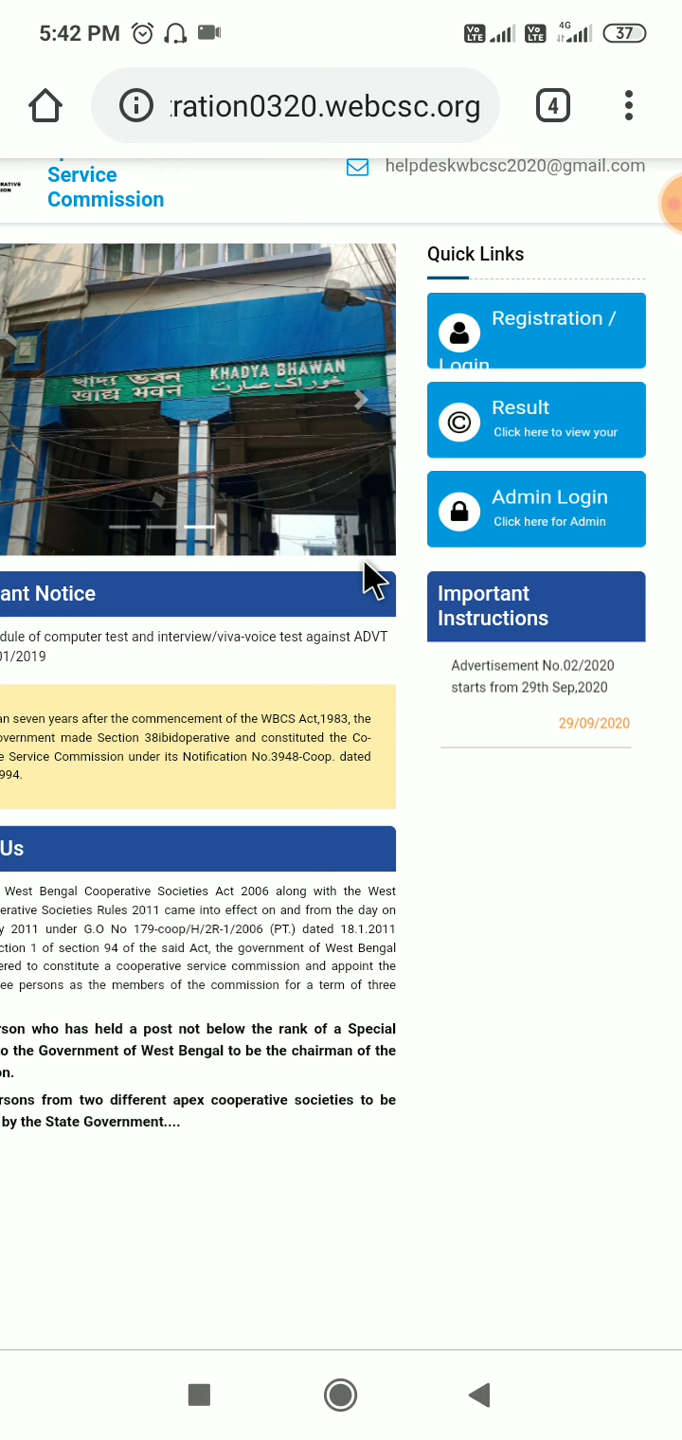 5:42 PM
Vo LTE Vo LTE 4G 37
:ration0320.webcsc.org
4
Service
Commission
helpdeskwbcsc2020@gmail.com
Quick Links
Registration /
Login
Result
Click here to view your
Admin Login
Click here for Admin
खाद्य भवन
খাদ্য ভবন
KHADYA BHAWAN
ant Notice
dule of computer test and interview/viva-voice test against ADVT
01/2019
an seven years after the commencement of the WBCS Act,1983, the
overnment made Section 38ibidoperative and constituted the Co-
e Service Commission under its Notification No.3948-Coop. dated
994.
Important
Instructions
Advertisement No.02/2020
starts from 29th Sep,2020
29/09/2020
Us
West Bengal Cooperative Societies Act 2006 along with the West
erative Societies Rules 2011 came into effect on and from the day on
y 2011 under G.O No 179-coop/H/2R-1/2006 (PT.) dated 18.1.2011
ction 1 of section 94 of the said Act, the government of West Bengal
ered to constitute a cooperative service commission and appoint the
ee persons as the members of the commission for a term of three
rson who has held a post not below the rank of a Special
o the Government of West Bengal to be the chairman of the
on.
rsons from two different apex cooperative societies to be
by the State Government....